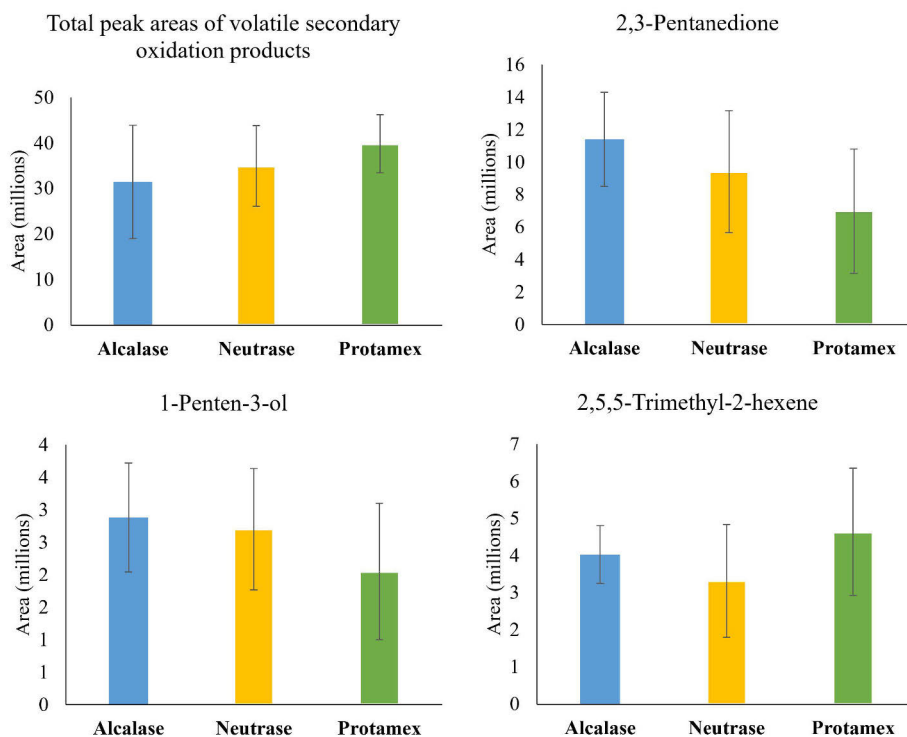 Total peak areas of volatile secondary
oxidation products
Area (millions)
50
40
30
20
10
0
Alcalase Neutrase Protamex
2,3-Pentanedione
Area (millions)
16
14
12
10
8
6
4
2
0
Alcalase Neutrase Protamex
1-Penten-3-ol
Area (millions)
4
4
3
3
2
2
1
1
0
Alcalase Neutrase Protamex
2,5,5-Trimethyl-2-hexene
Area (millions)
7
6
5
4
3
2
1
0
Alcalase Neutrase Protamex